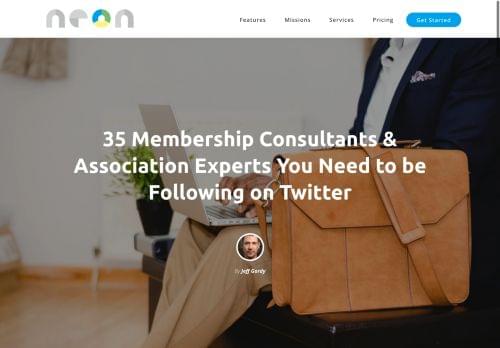 neon
Features
Missions
Services
Pricing
Get Started
35 Membership Consultants &
Association Experts You Need to be
Following on Twitter
By Jeff Gordy